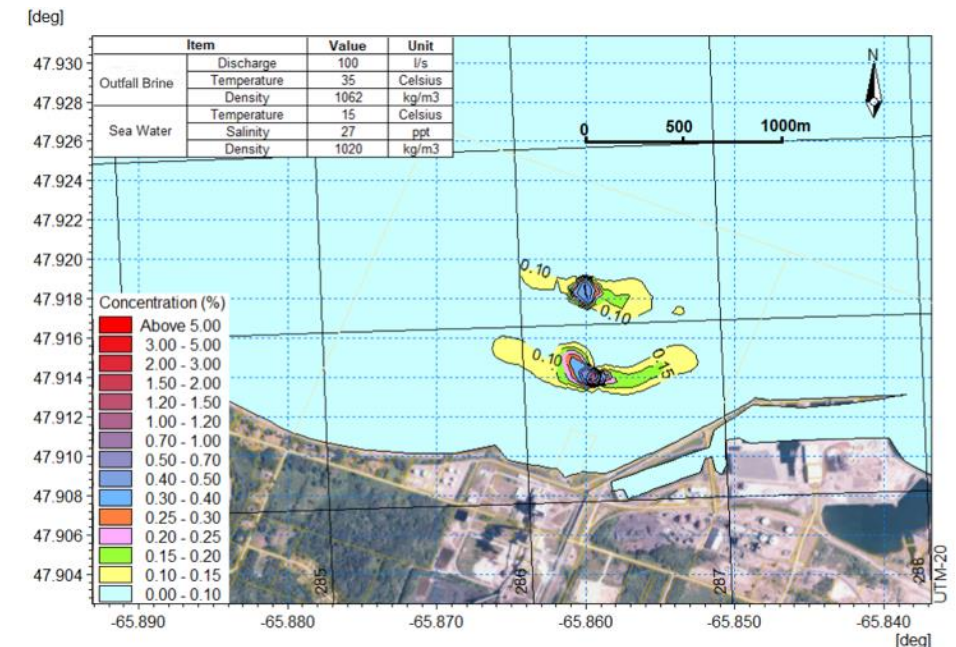 [deg]
Item Value Unit
Outfall Brine Discharge 100 l/s
Temperature 35 Celsius
Density 1062 kg/m3
Sea Water Temperature 15 Celsius
Salinity 27 ppt
Density 1020 kg/m3
N
0 500 1000m
47.930
47.928
47.926
47.924
47.922
47.920
47.918
47.916
47.914
47.912
47.910
47.908
47.906
47.904
0.10
0.10
0.10
0.15
Concentration (%)
Above 5.00
3.00 - 5.00
2.00 - 3.00
1.50 - 2.00
1.20 - 1.50
1.00 - 1.20
0.70 - 1.00
0.50 - 0.70
0.40 - 0.50
0.30 - 0.40
0.25 - 0.30
0.20 - 0.25
0.15 - 0.20
0.10 - 0.15
0.00 - 0.10
285
286
287
288
UTM-20
-65.890 -65.880 -65.870 -65.860 -65.850 -65.840
[deg]